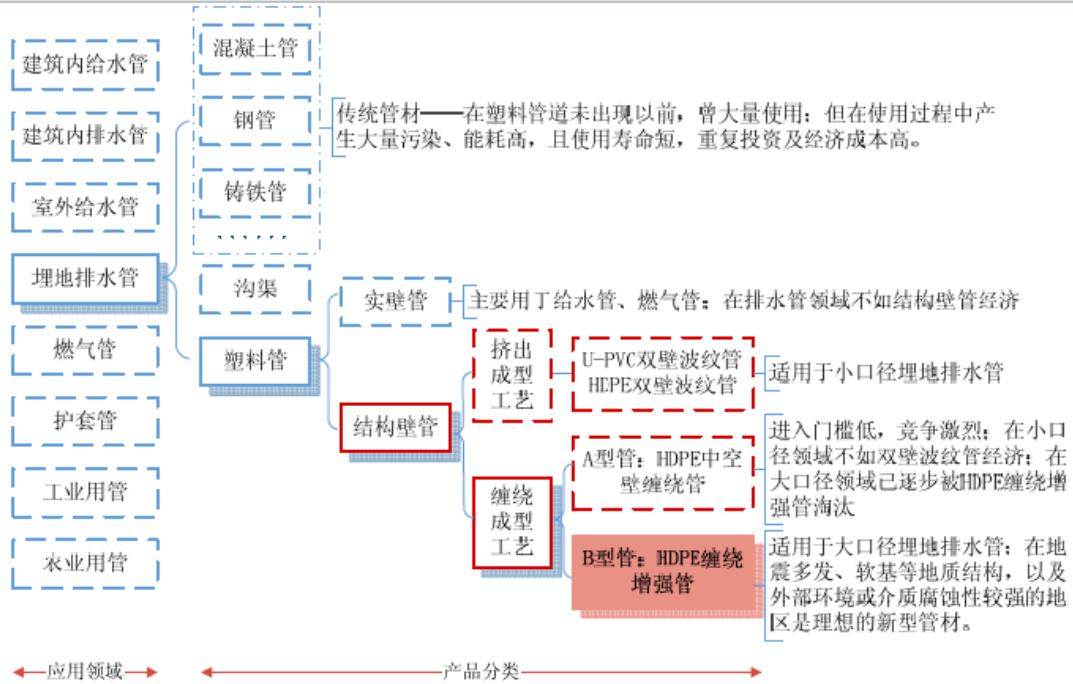 建筑内给水管
建筑内排水管
室外给水管
埋地排水管
燃气管
护套管
工业用管
农业用管
混凝土管
钢管
铸铁管
......
沟渠
塑料管
传统管材——在塑料管道未出现以前，曾大量使用；但在使用过程中产
生大量污染、能耗高，且使用寿命短，重复投资及经济成本高。
实壁管
主要用丁给水管、燃气管；在排水管领域不如结构壁管经济
结构壁管
挤出
成型
工艺
U-PVC双壁波纹管
HDPE双壁波纹管
适用于小口径埋地排水管
缠绕
成型
工艺
A型管：HDPE中空
壁缠绕管
进入门槛低，竞争激烈；在小口
径领域不如双壁波纹管经济；在
大口径领域已逐步被HDPE缠绕增
强管淘汰
B型管：HDPE缠绕
增强管
适用于大口径埋地排水管；在地
震多发、软基等地质结构，以及
外部环境或介质腐蚀性较强的地
区是理想的新型管材。
应用领域
产品分类